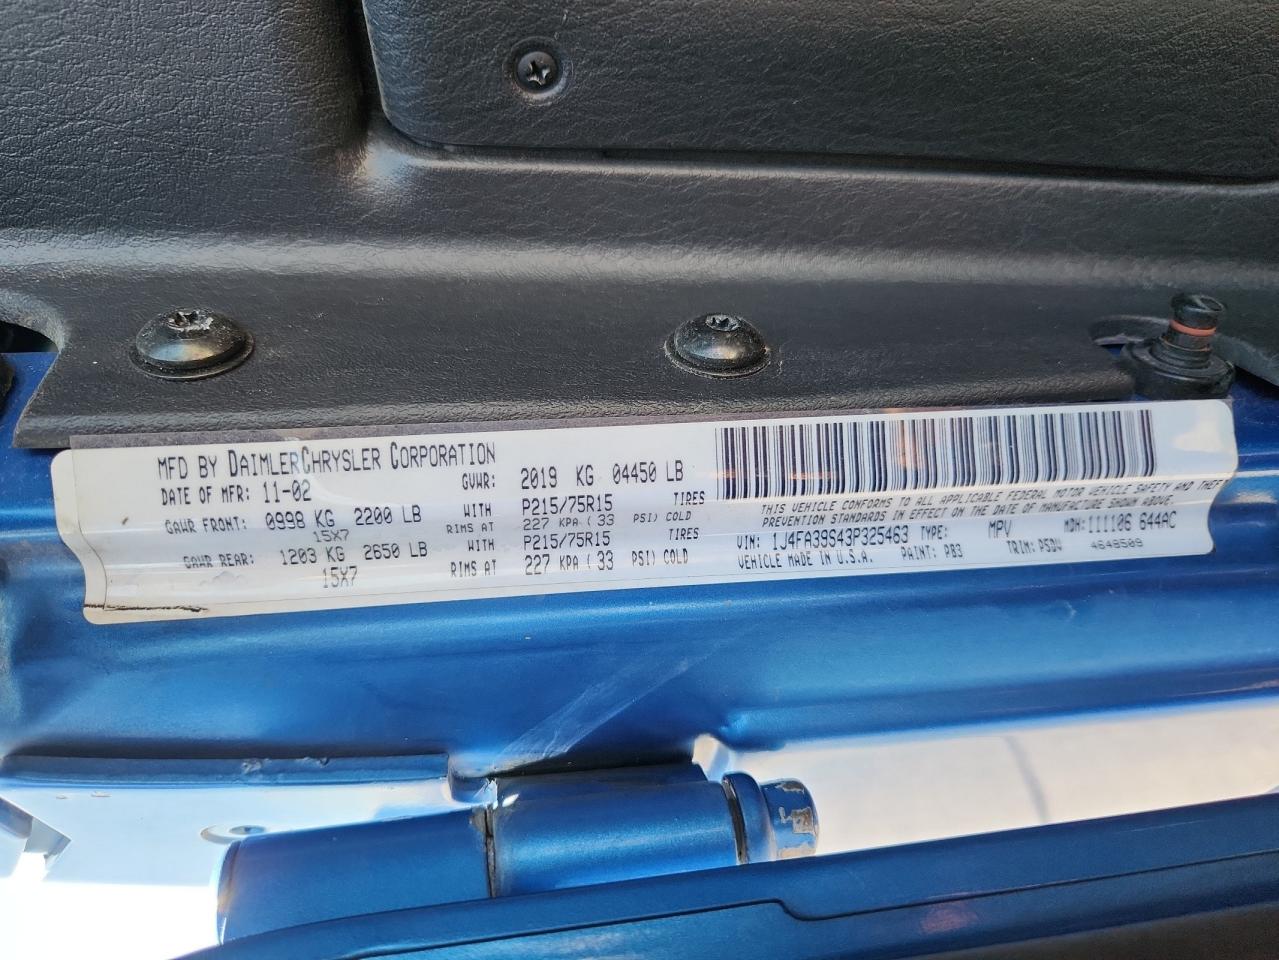 MFD BY DAIMLERCHRYSLER CORPORATION
DATE OF MFR: 11-02 GVWR: 2019 KG 04450 LB
GAWR FRONT: 0998 KG 2200 LB WITH P215/75R15 TIRES
15X7 RIMS AT 227 KPA ( 33 PSI) COLD
GAWR REAR: 1203 KG 2650 LB WITH P215/75R15 TIRES
15X7 RIMS AT 227 KPA ( 33 PSI) COLD
THIS VEHICLE CONFORMS TO ALL APPLICABLE FEDERAL MOTOR VEHICLE SAFETY AND THEFT
PREVENTION STANDARDS IN EFFECT ON THE DATE OF MANUFACTURE SHOWN ABOVE.
VIN: 1J4FA39S43P325463 TYPE: MPV MDH: 111106 644AC
VEHICLE MADE IN U.S.A. PAINT: PB3 TRIM: PSDV 4648509